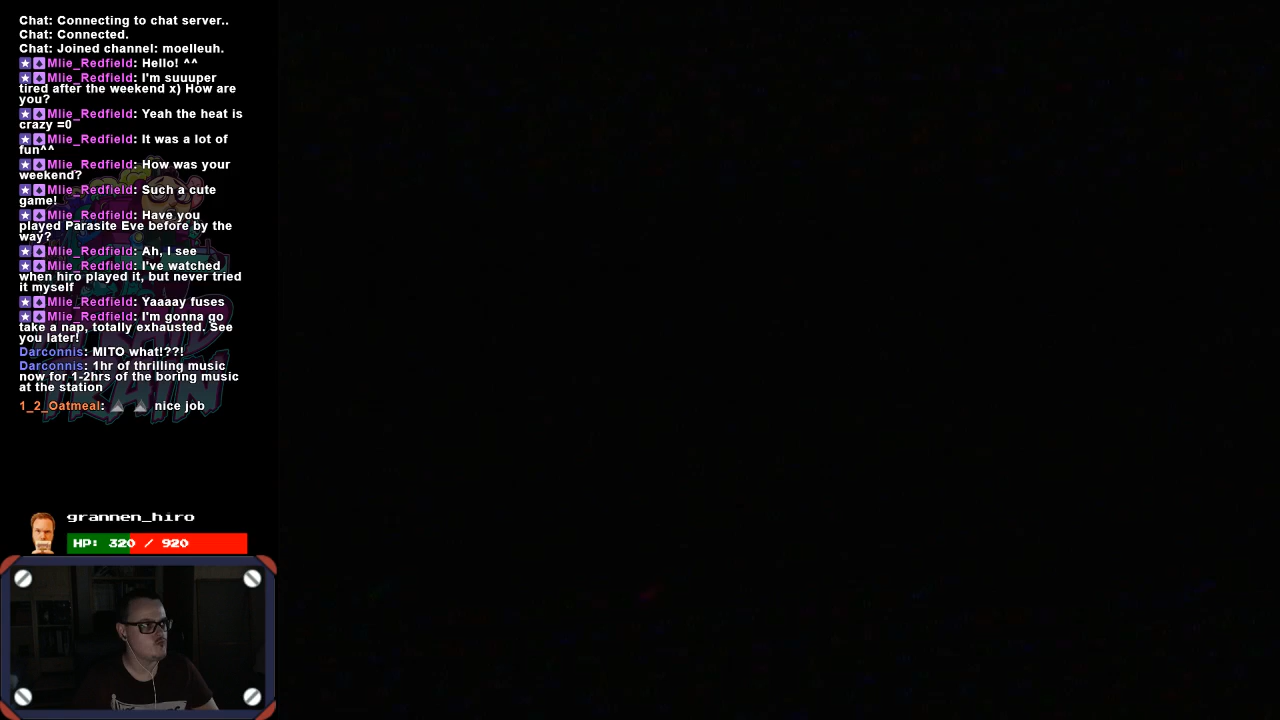 Chat: Connecting to chat server..
Chat: Connected.
Chat: Joined channel: moelleuh.
Mlie_Redfield: Hello! ^^
Mlie_Redfield: I'm suuuper
tired after the weekend x) How are
you?
Mlie_Redfield: Yeah the heat is
crazy =0
Mlie_Redfield: It was a lot of
fun^^
Mlie_Redfield: How was your
weekend?
Mlie_Redfield: Such a cute
game!
Mlie_Redfield: Have you
played Parasite Eve before by the
way?
Mlie_Redfield: Ah, I see
Mlie_Redfield: I've watched
when hiro played it, but never tried
it myself
Mlie_Redfield: Yaaaay fuses
Mlie_Redfield: I'm gonna go
take a nap, totally exhausted. See
you later!
Darconnis: MITO what!??!
Darconnis: 1hr of thrilling music
now for 1-2hrs of the boring music
at the station
1_2_Oatmeal: nice job
TRAIN
grannen_hiro
HP: 320 / 920